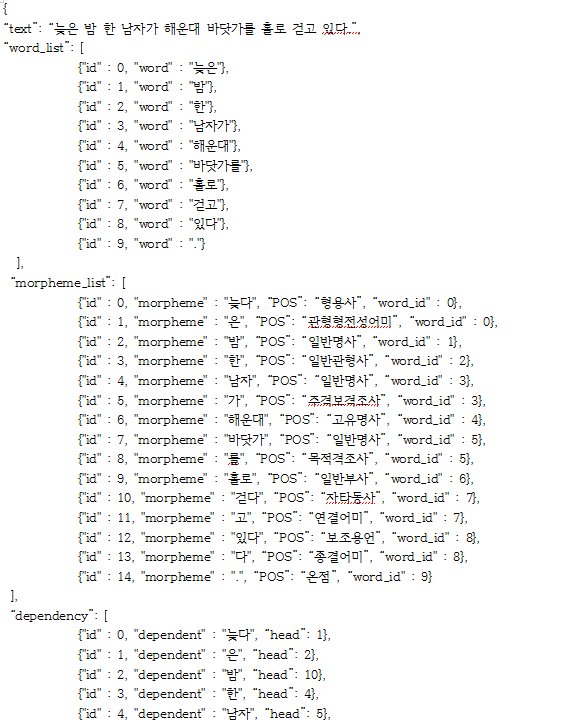 {
“text”: “늦은 밤 한 남자가 해운대 바닷가를 홀로 걷고 있다.”,
“word_list”: [
{"id" : 0, "word" : "늦은"},
{"id" : 1, "word" : "밤"},
{"id" : 2, "word" : "한"},
{"id" : 3, "word" : "남자가"},
{"id" : 4, "word" : "해운대"},
{"id" : 5, "word" : "바닷가를"},
{"id" : 6, "word" : "홀로"},
{"id" : 7, "word" : "걷고"},
{"id" : 8, "word" : "있다"},
{"id" : 9, "word" : "."}
],
“morpheme_list”: [
{"id" : 0, "morpheme" : "늦다", “POS”: “형용사”, “word_id" : 0},
{"id" : 1, "morpheme" : "은", “POS”: “관형형전성어미”, “word_id" : 0},
{"id" : 2, "morpheme" : "밤", “POS”: “일반명사”, “word_id" : 1},
{"id" : 3, "morpheme" : "한", “POS”: “일반관형사”, “word_id" : 2},
{"id" : 4, "morpheme" : "남자", “POS”: “일반명사”, “word_id" : 3},
{"id" : 5, "morpheme" : "가", “POS”: “주격보격조사”, “word_id" : 3},
{"id" : 6, "morpheme" : "해운대", “POS”: “고유명사”, “word_id" : 4},
{"id" : 7, "morpheme" : "바닷가", “POS”: “일반명사”, “word_id" : 5},
{"id" : 8, "morpheme" : "를", “POS”: “목적격조사”, “word_id" : 5},
{"id" : 9, "morpheme" : "홀로", “POS”: “일반부사”, “word_id" : 6},
{"id" : 10, "morpheme" : "걷다", “POS”: “자타동사”, “word_id" : 7},
{"id" : 11, "morpheme" : "고", “POS”: “연결어미”, “word_id" : 7},
{"id" : 12, "morpheme" : "있다", “POS”: “보조용언”, “word_id" : 8},
{"id" : 13, "morpheme" : "다", “POS”: “종결어미”, “word_id" : 8},
{"id" : 14, "morpheme" : ".", “POS”: “온점”, “word_id" : 9}
],
“dependency”: [
{"id" : 0, "dependent" : "늦다", “head”: 1},
{"id" : 1, "dependent" : "은", “head”: 2},
{"id" : 2, "dependent" : "밤", “head”: 10},
{"id" : 3, "dependent" : "한", “head”: 4},
{"id" : 4, "dependent" : "남자", “head”: 5},